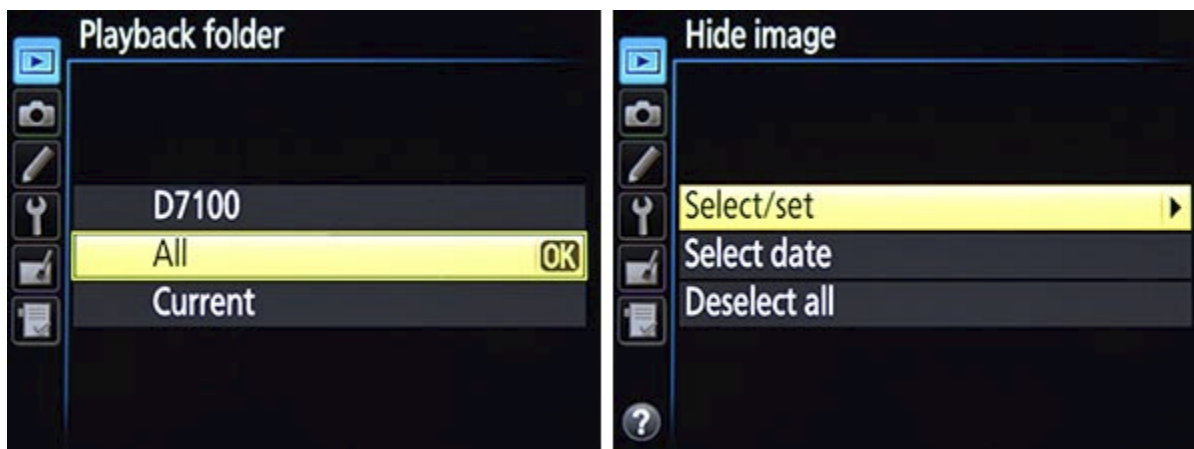 Playback folder
D7100
All OK
Current
Hide image
Select/set
Select date
Deselect all
?